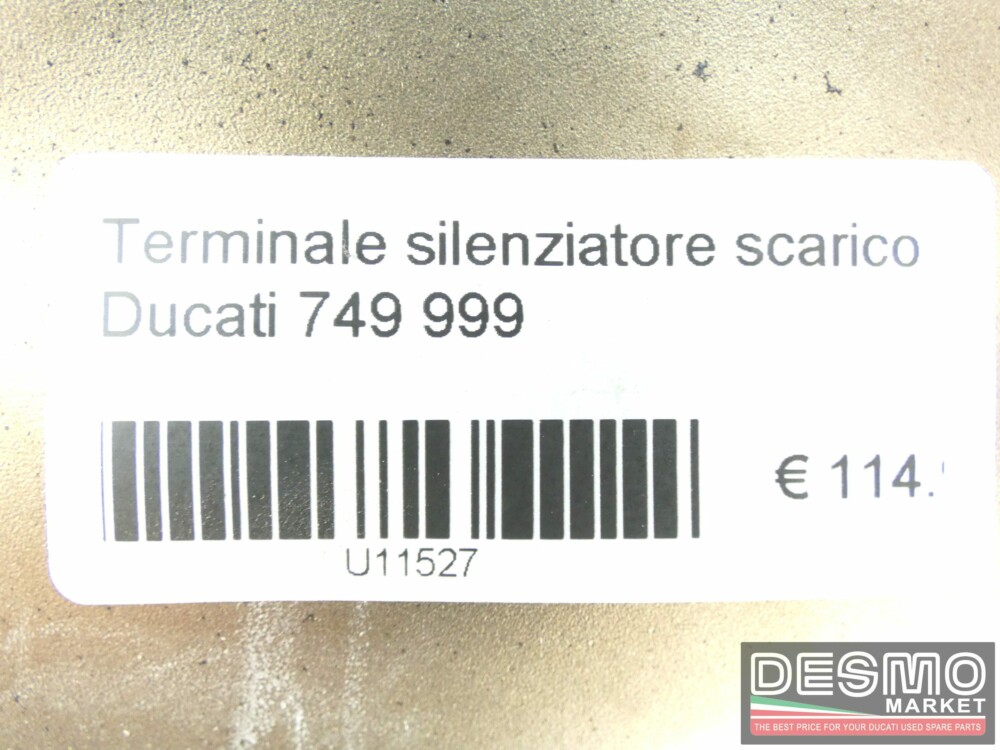 Terminale silenziatore scarico
Ducati 749 999
€ 114.
U11527
DESMO
MARKET
THE BEST PRICE FOR YOUR DUCATI USED SPARE PARTS